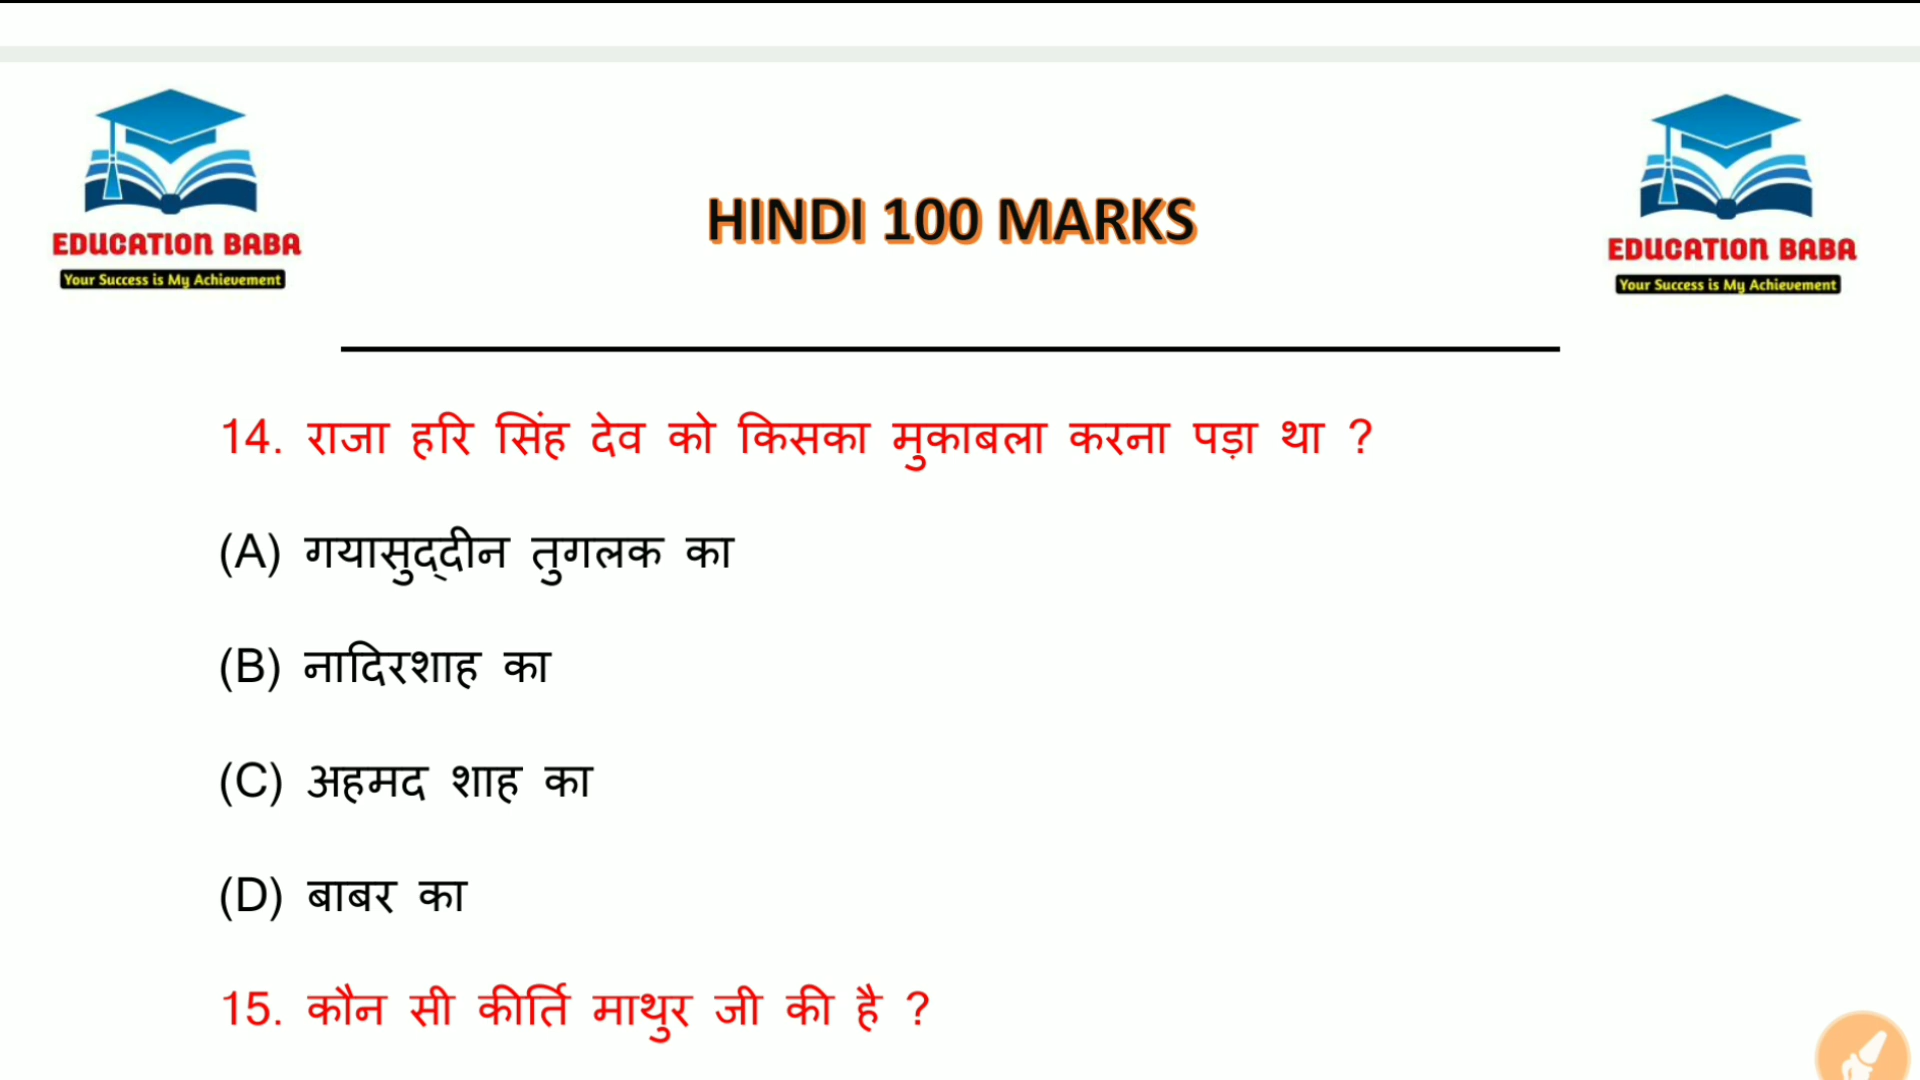 EDUCATION BABA
Your Success is My Achievement
HINDI 100 MARKS
EDUCATION BABA
Your Success is My Achievement
14. राजा हरि सिंह देव को किसका मुकाबला करना पड़ा था ?
(A) गयासुद्दीन तुगलक का
(B) नादिरशाह का
(C) अहमद शाह का
(D) बाबर का
15. कौन सी कीर्ति माथुर जी की है ?